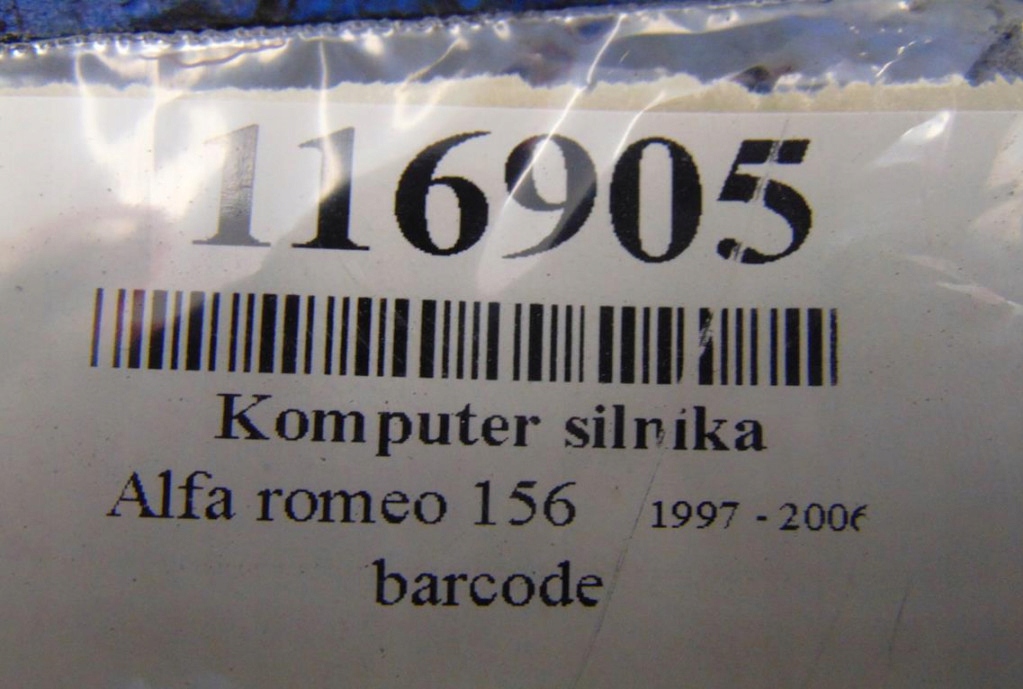 116905
Komputer silnika
Alfa romeo 156 1997 - 2006
barcode